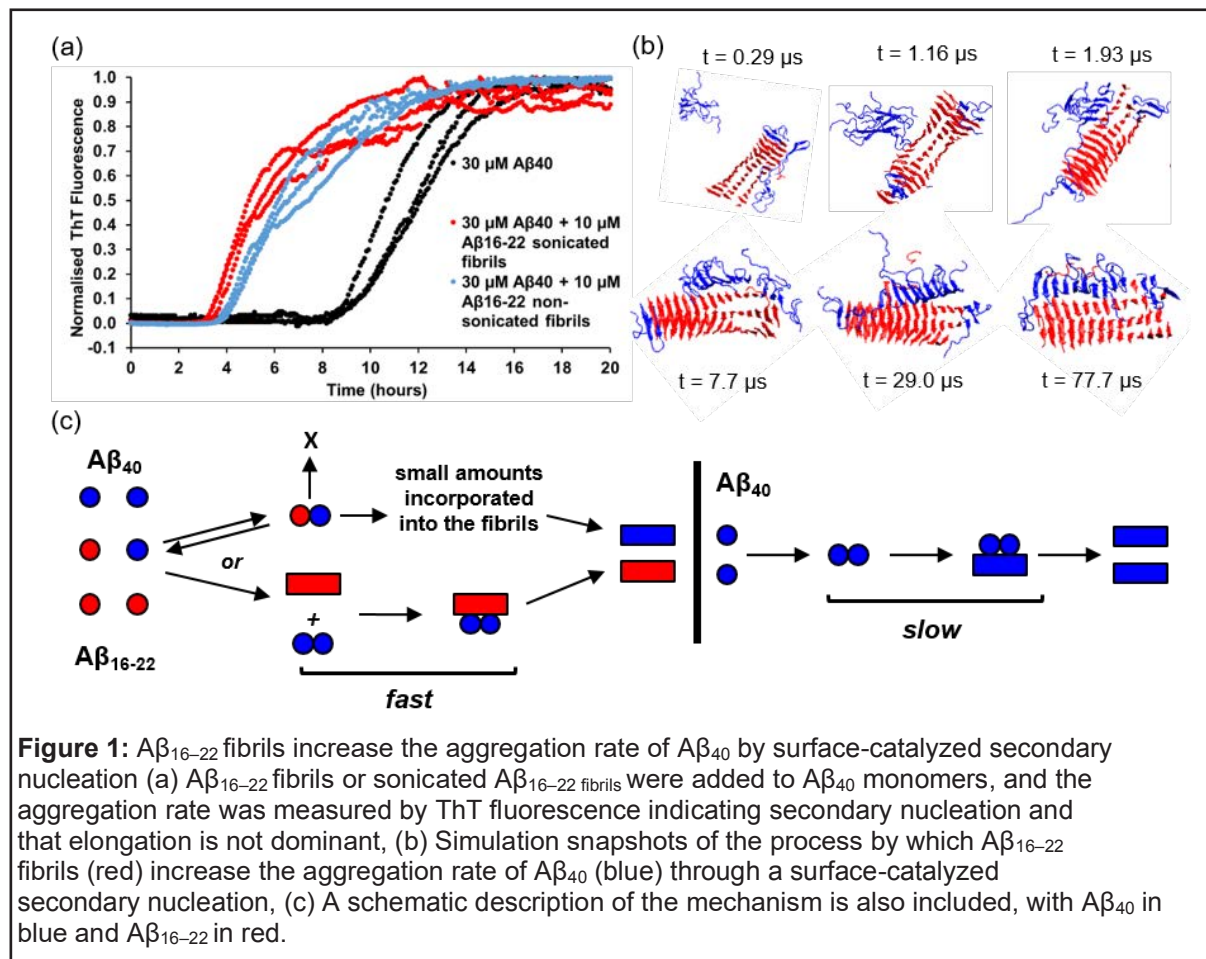 (a)
Normalised ThT Fluorescence
1.0
0.9
0.8
0.7
0.6
0.5
0.4
0.3
0.2
0.1
0.0
-0.1
0 2 4 6 8 10 12 14 16 18 20
Time (hours)
30 µM Aβ40
30 µM Aβ40 + 10 µM
Aβ16-22 sonicated
fibrils
30 µM Aβ40 + 10 µM
Aβ16-22 non-
sonicated fibrils
(b)
t = 0.29 µs
t = 1.16 µs
t = 1.93 µs
t = 7.7 µs
t = 29.0 µs
t = 77.7 µs
(c)
Aβ40
Aβ16-22
or
X
small amounts
incorporated
into the fibrils
+
fast
Aβ40
slow
Figure 1: Aβ16–22 fibrils increase the aggregation rate of Aβ40 by surface-catalyzed secondary
nucleation (a) Aβ16–22 fibrils or sonicated Aβ16–22 fibrils were added to Aβ40 monomers, and the
aggregation rate was measured by ThT fluorescence indicating secondary nucleation and
that elongation is not dominant, (b) Simulation snapshots of the process by which Aβ16–22
fibrils (red) increase the aggregation rate of Aβ40 (blue) through a surface-catalyzed
secondary nucleation, (c) A schematic description of the mechanism is also included, with Aβ40 in
blue and Aβ16–22 in red.